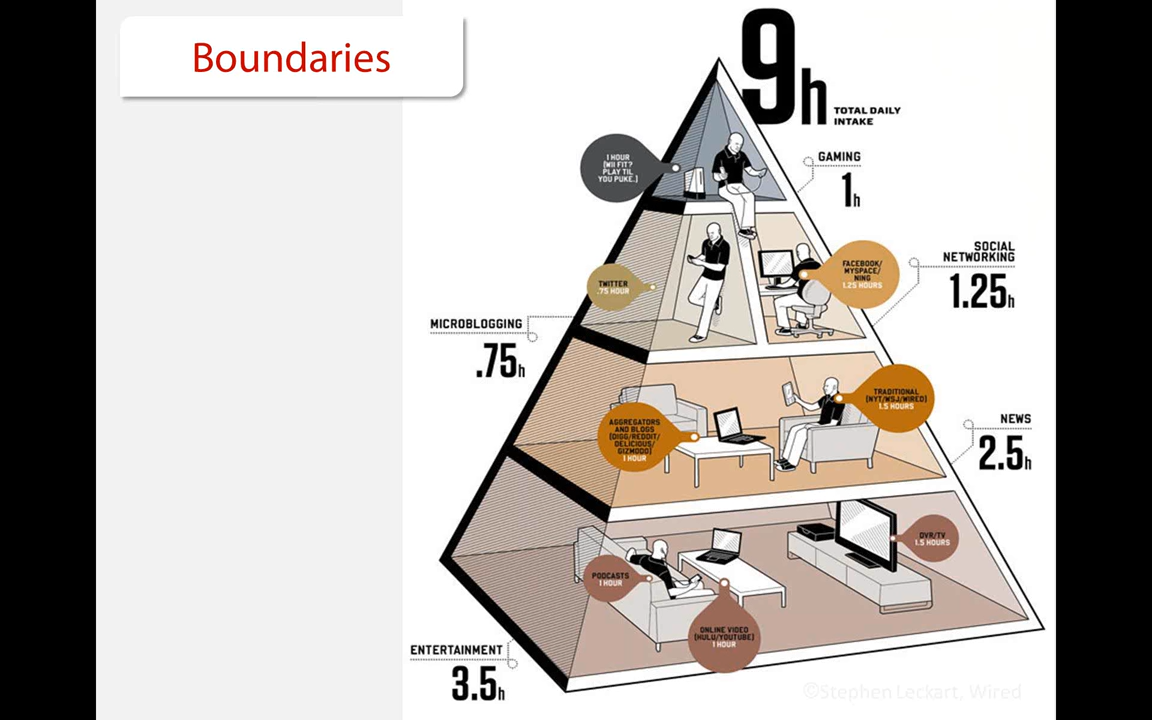 Boundaries
9h
TOTAL DAILY
INTAKE
1 HOUR
[WII FIT?
PLAY TIL
YOU PUKE.]
GAMING
1h
SOCIAL
NETWORKING
1.25h
FACEBOOK/
MYSPACE/
NING
1.25 HOURS
TWITTER
.75 HOUR
MICROBLOGGING
.75h
TRADITIONAL
[NYT/WSJ/WIRED]
1.5 HOURS
AGGREGATORS
AND BLOGS
[DIGG/REDDIT/
DELICIOUS/
GIZMODO]
1 HOUR
NEWS
2.5h
DVR/TV
1.5 HOURS
PODCASTS
1 HOUR
ONLINE VIDEO
[HULU/YOUTUBE]
1 HOUR
ENTERTAINMENT
3.5h
©Stephen Leckart, Wired